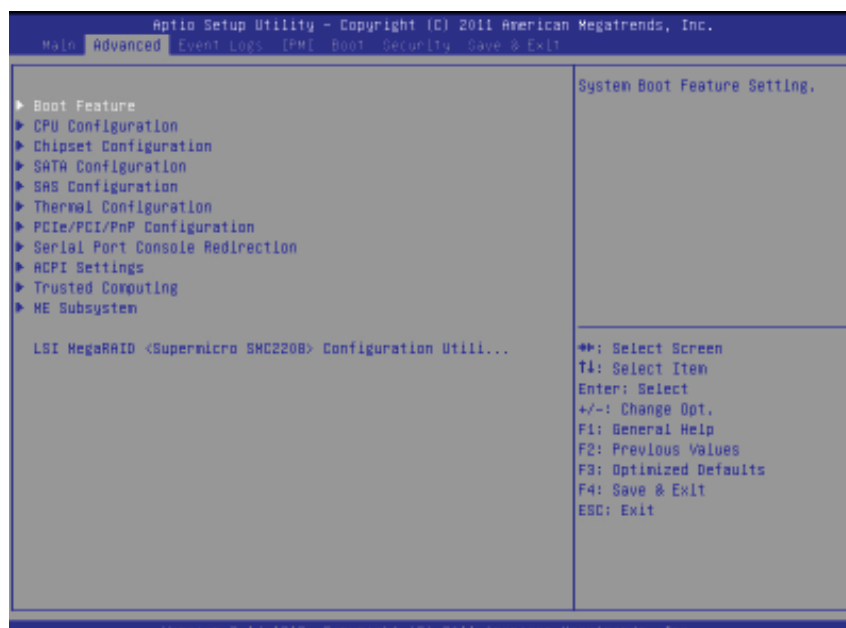 Aptio Setup Utility - Copyright (C) 2011 American Megatrends, Inc.
Main Advanced Event Logs IPMI Boot Security Save & Exit
System Boot Feature Setting.
▶ Boot Feature
▶ CPU Configuration
▶ Chipset Configuration
▶ SATA Configuration
▶ SAS Configuration
▶ Thermal Configuration
▶ PCIe/PCI/PnP Configuration
▶ Serial Port Console Redirection
▶ ACPI Settings
▶ Trusted Computing
▶ ME Subsystem
LSI MegaRAID <Supermicro SMC2208> Configuration Utili...
↔: Select Screen
↑↓: Select Item
Enter: Select
+/-: Change Opt.
F1: General Help
F2: Previous Values
F3: Optimized Defaults
F4: Save & Exit
ESC: Exit